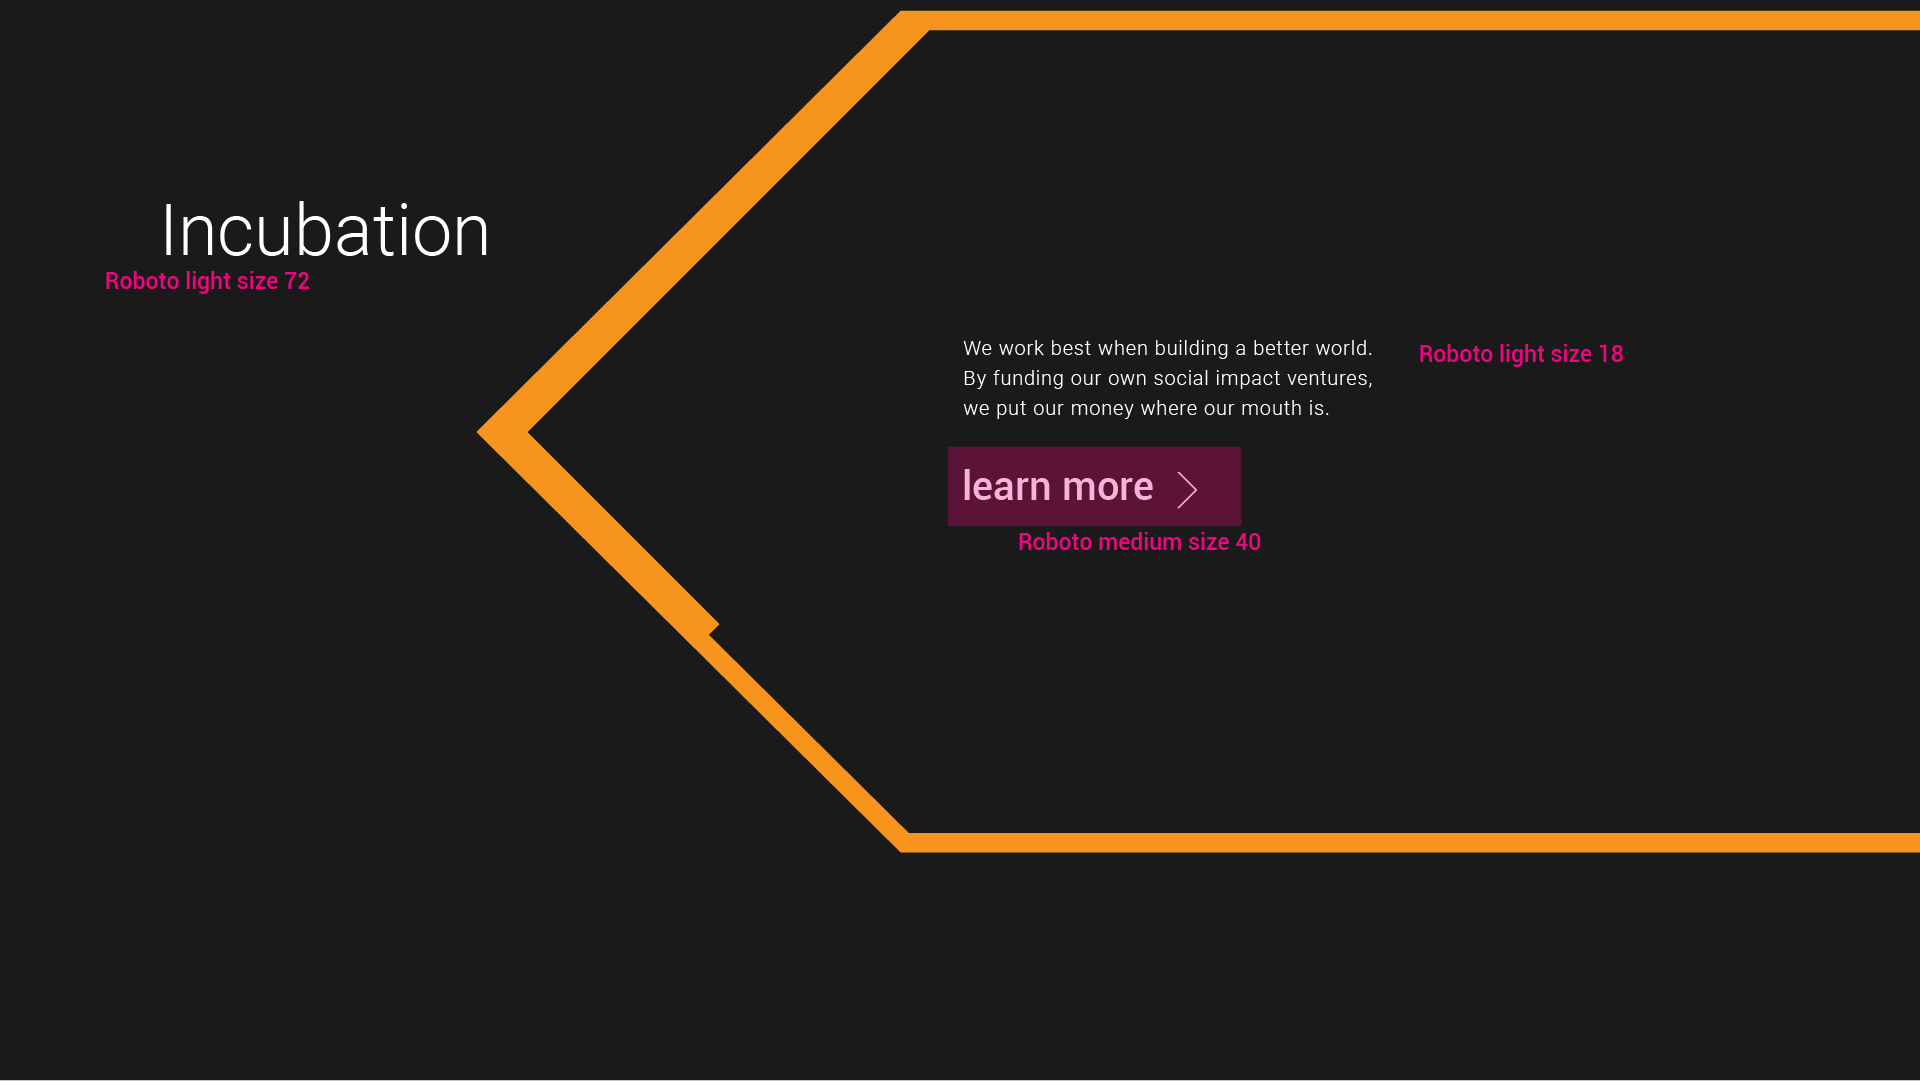 Incubation
Roboto light size 72
We work best when building a better world.
By funding our own social impact ventures,
we put our money where our mouth is.
Roboto light size 18
learn more
Roboto medium size 40